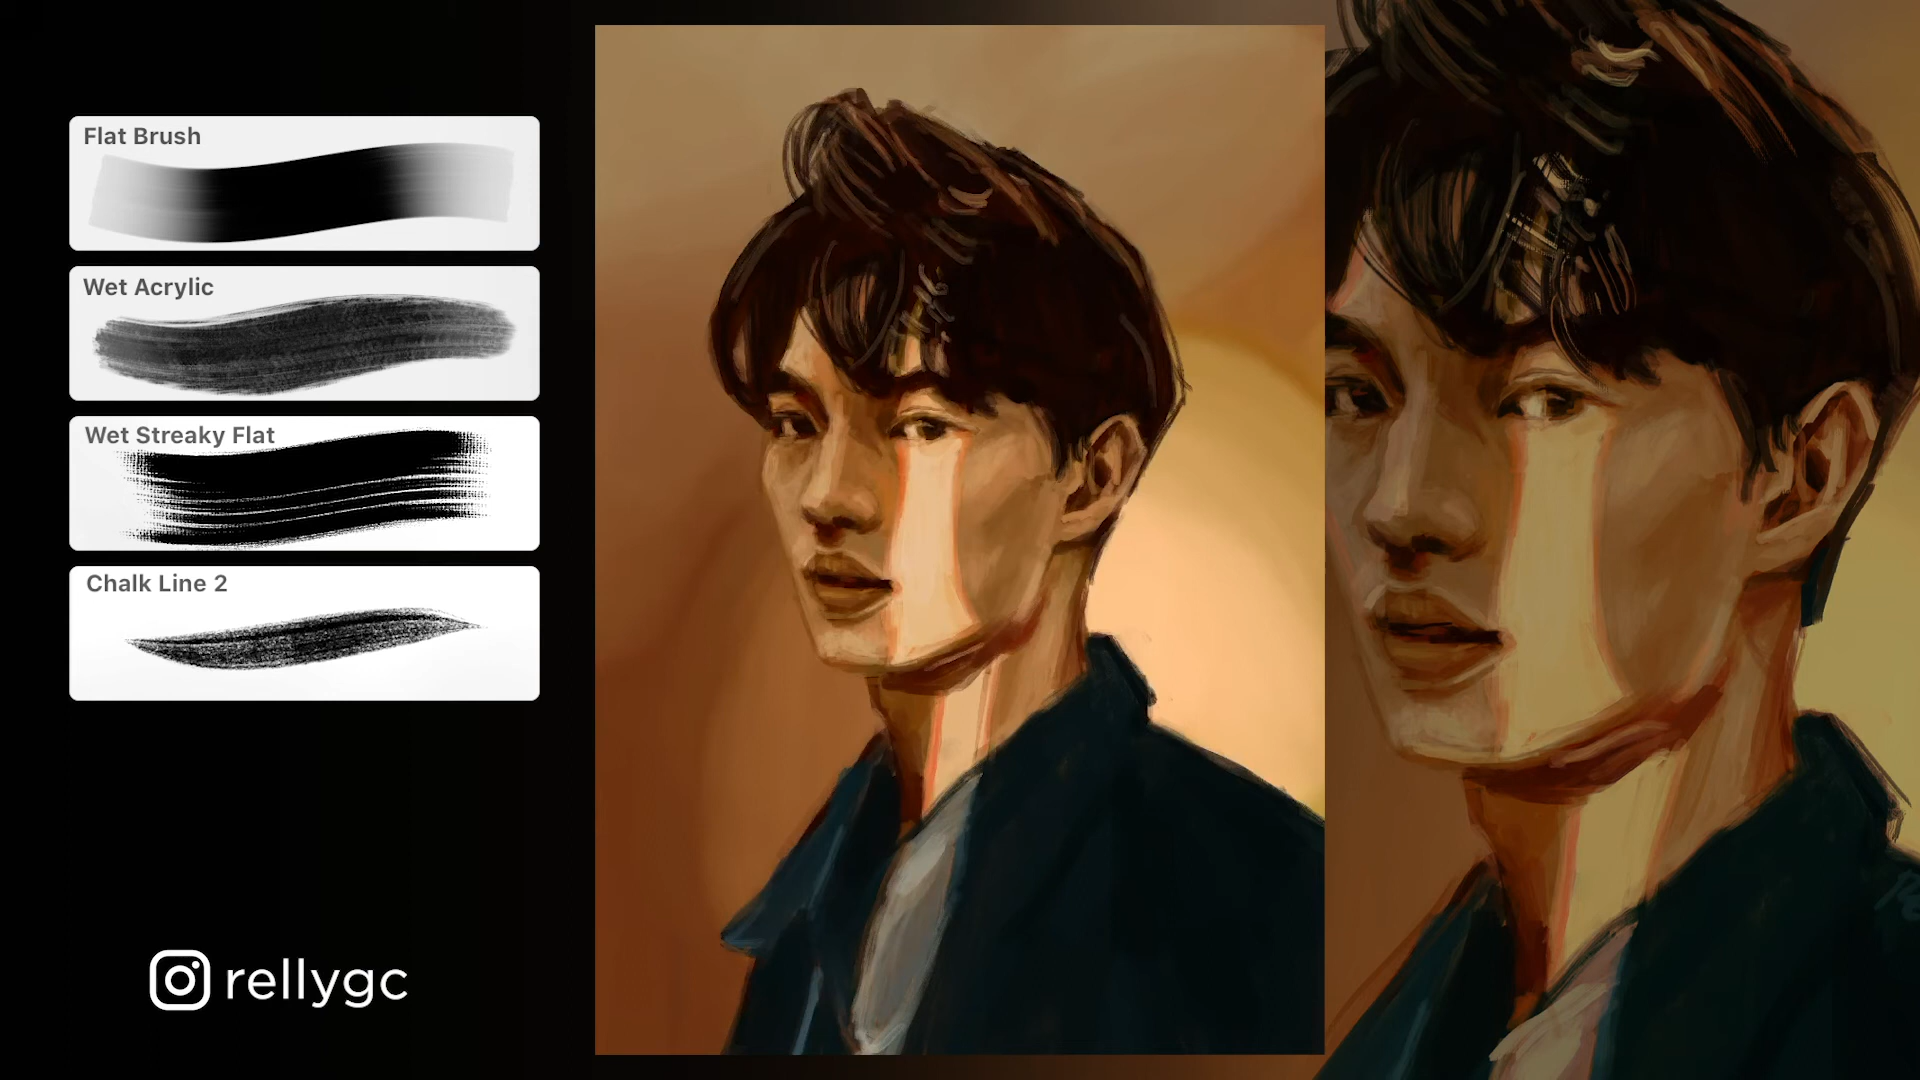 Flat Brush
Wet Acrylic
Wet Streaky Flat
Chalk Line 2
rellygc